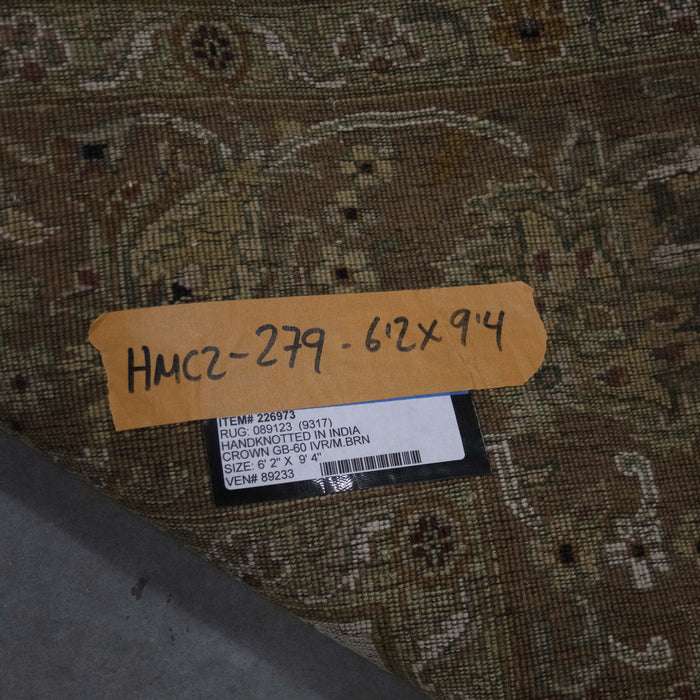 HMC2-279-6'2x9'4
ITEM# 226973
RUG: 089123 (9317)
HANDKNOTTED IN INDIA
CROWN GB-60 IVR/M.BRN
SIZE: 6' 2" X 9' 4"
VEN# 89233